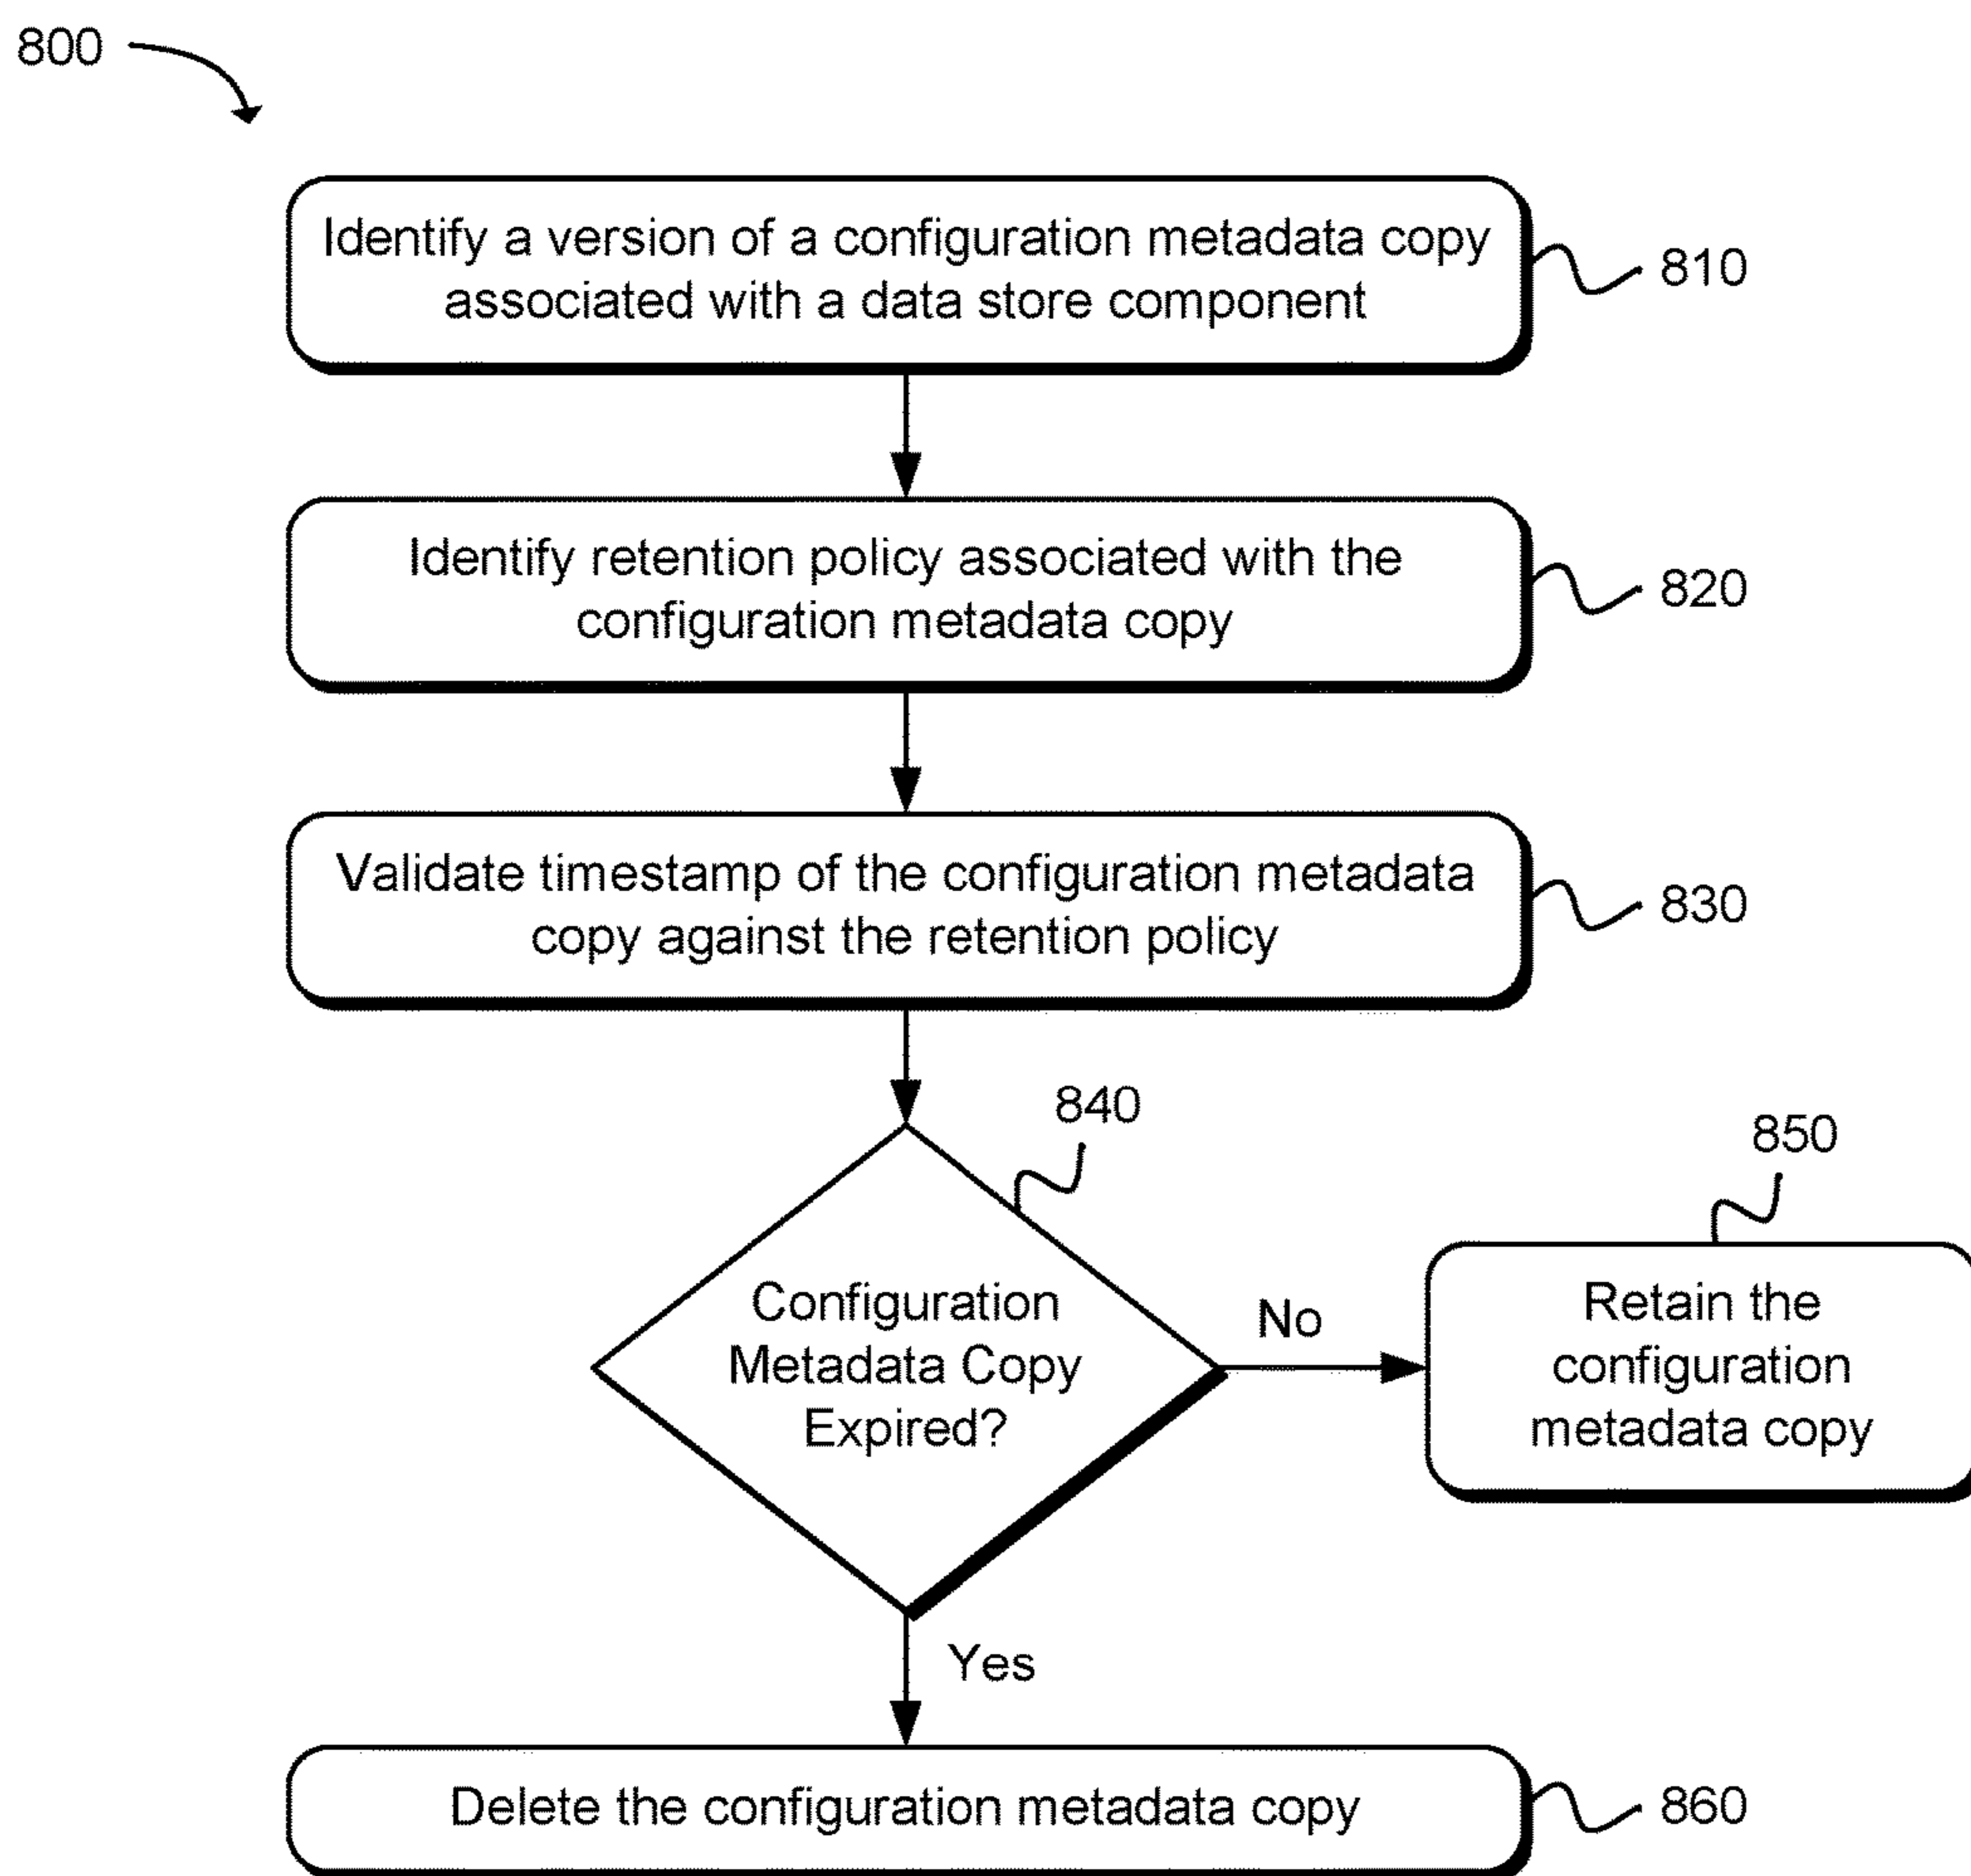 800
Identify a version of a configuration metadata copy
associated with a data store component
810
Identify retention policy associated with the
configuration metadata copy
820
Validate timestamp of the configuration metadata
copy against the retention policy
830
840
Configuration
Metadata Copy
Expired?
No
850
Retain the
configuration
metadata copy
Yes
Delete the configuration metadata copy
860